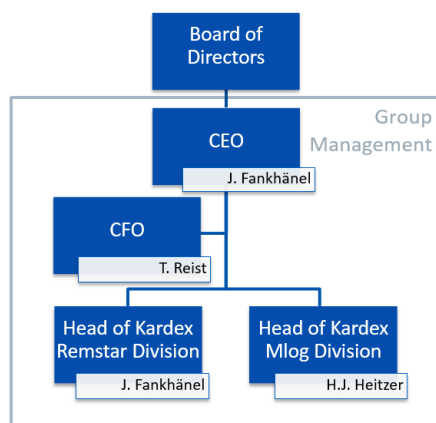 Board of
Directors
Group
Management
CEO
J. Fankhänel
CFO
T. Reist
Head of Kardex
Remstar Division
J. Fankhänel
Head of Kardex
Mlog Division
H.J. Heitzer